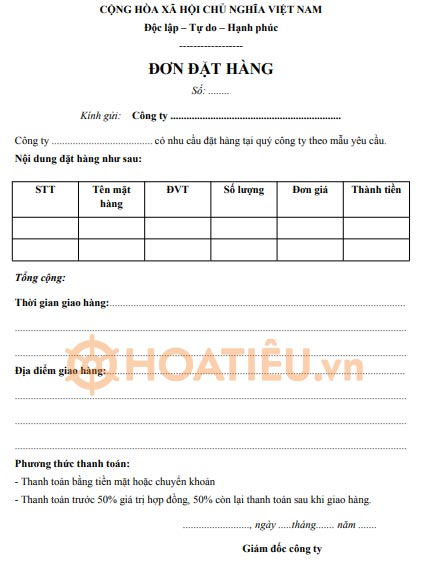 CỘNG HÒA XÃ HỘI CHỦ NGHĨA VIỆT NAM
Độc lập – Tự do – Hạnh phúc
------------------
ĐƠN ĐẶT HÀNG
Số: ........
Kính gửi: Công ty ..............................................................
Công ty .................................... có nhu cầu đặt hàng tại quý công ty theo mẫu yêu cầu.
Nội dung đặt hàng như sau:
STT Tên mặt hàng ĐVT Số lượng Đơn giá Thành tiền
Tổng cộng:
Thời gian giao hàng:..............................................................
HOATIÊU.vn
Địa điểm giao hàng:..............................................................
Phương thức thanh toán:
- Thanh toán bằng tiền mặt hoặc chuyển khoản
- Thanh toán trước 50% giá trị hợp đồng, 50% còn lại thanh toán sau khi giao hàng.
........................, ngày .....tháng....... năm .......
Giám đốc công ty